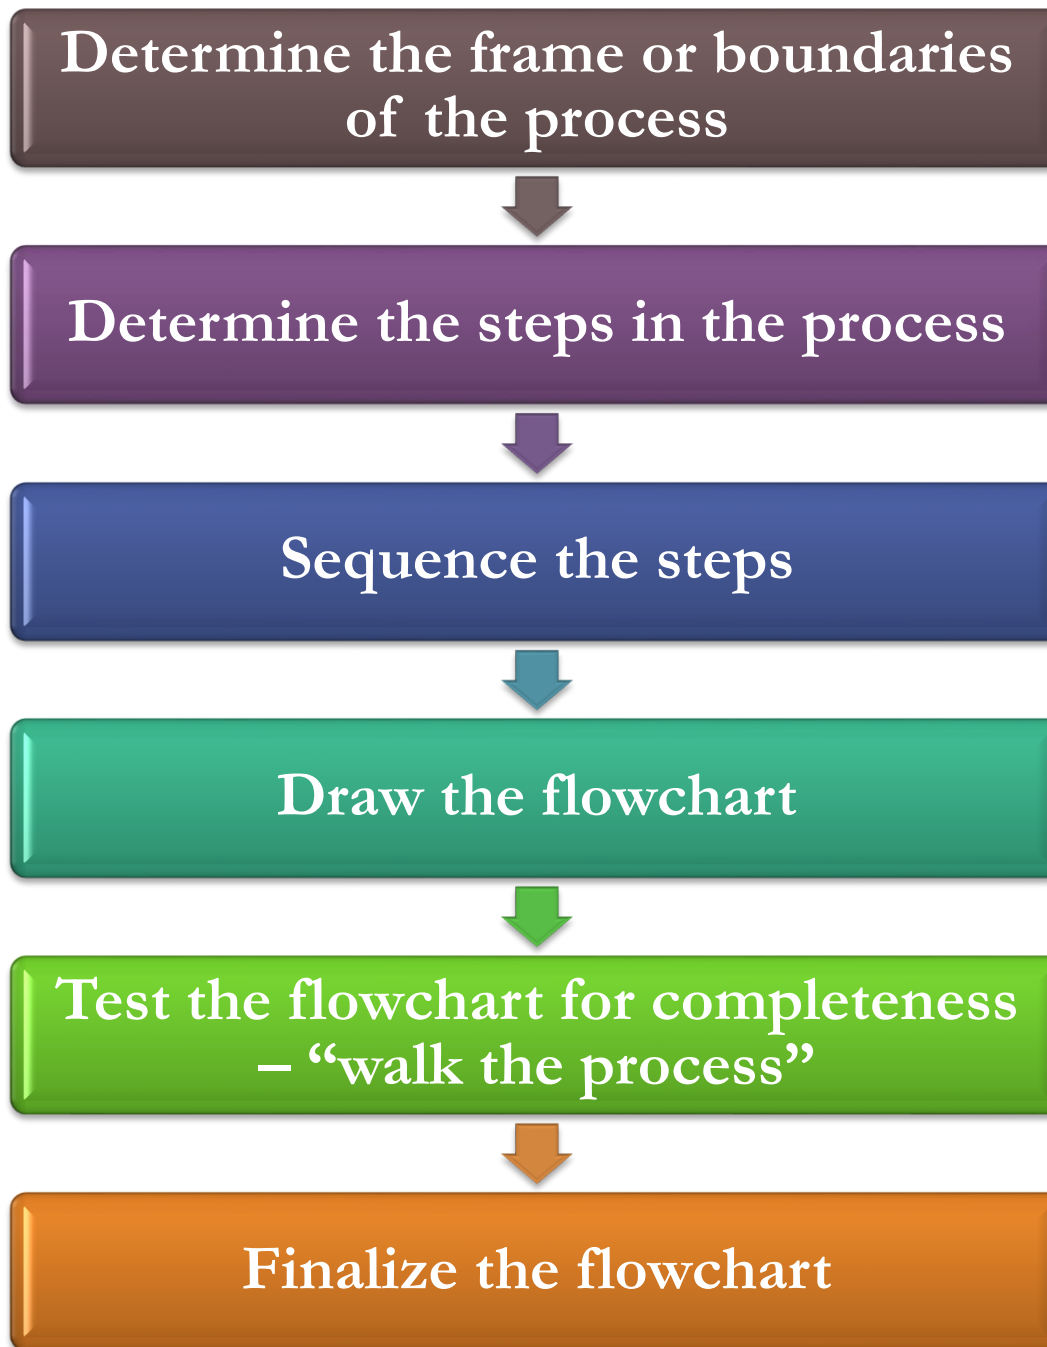 Determine the frame or boundaries
of the process
Determine the steps in the process
Sequence the steps
Draw the flowchart
Test the flowchart for completeness
– “walk the process”
Finalize the flowchart